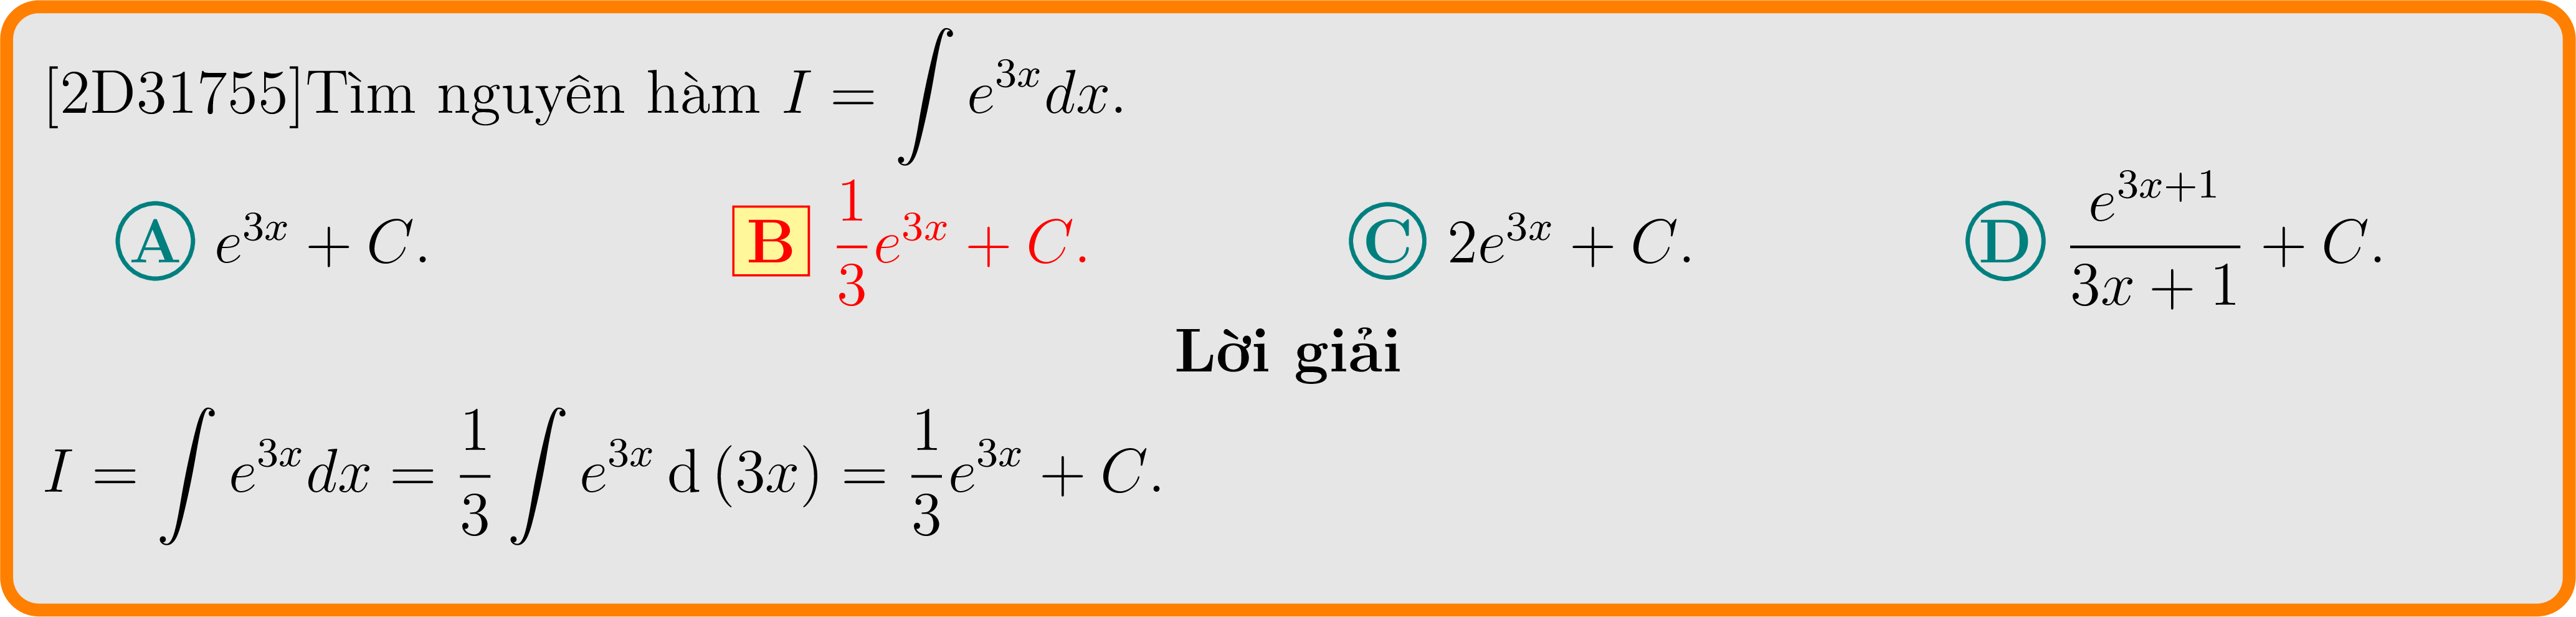 [2D31755]Tìm nguyên hàm $I = \int e^{3x}dx.$
A $e^{3x} + C.$ B $\frac{1}{3}e^{3x} + C.$ C $2e^{3x} + C.$ D $\frac{e^{3x+1}}{3x+1} + C.$
Lời giải
$I = \int e^{3x}dx = \frac{1}{3}\int e^{3x}\,\mathrm{d}(3x) = \frac{1}{3}e^{3x} + C.$